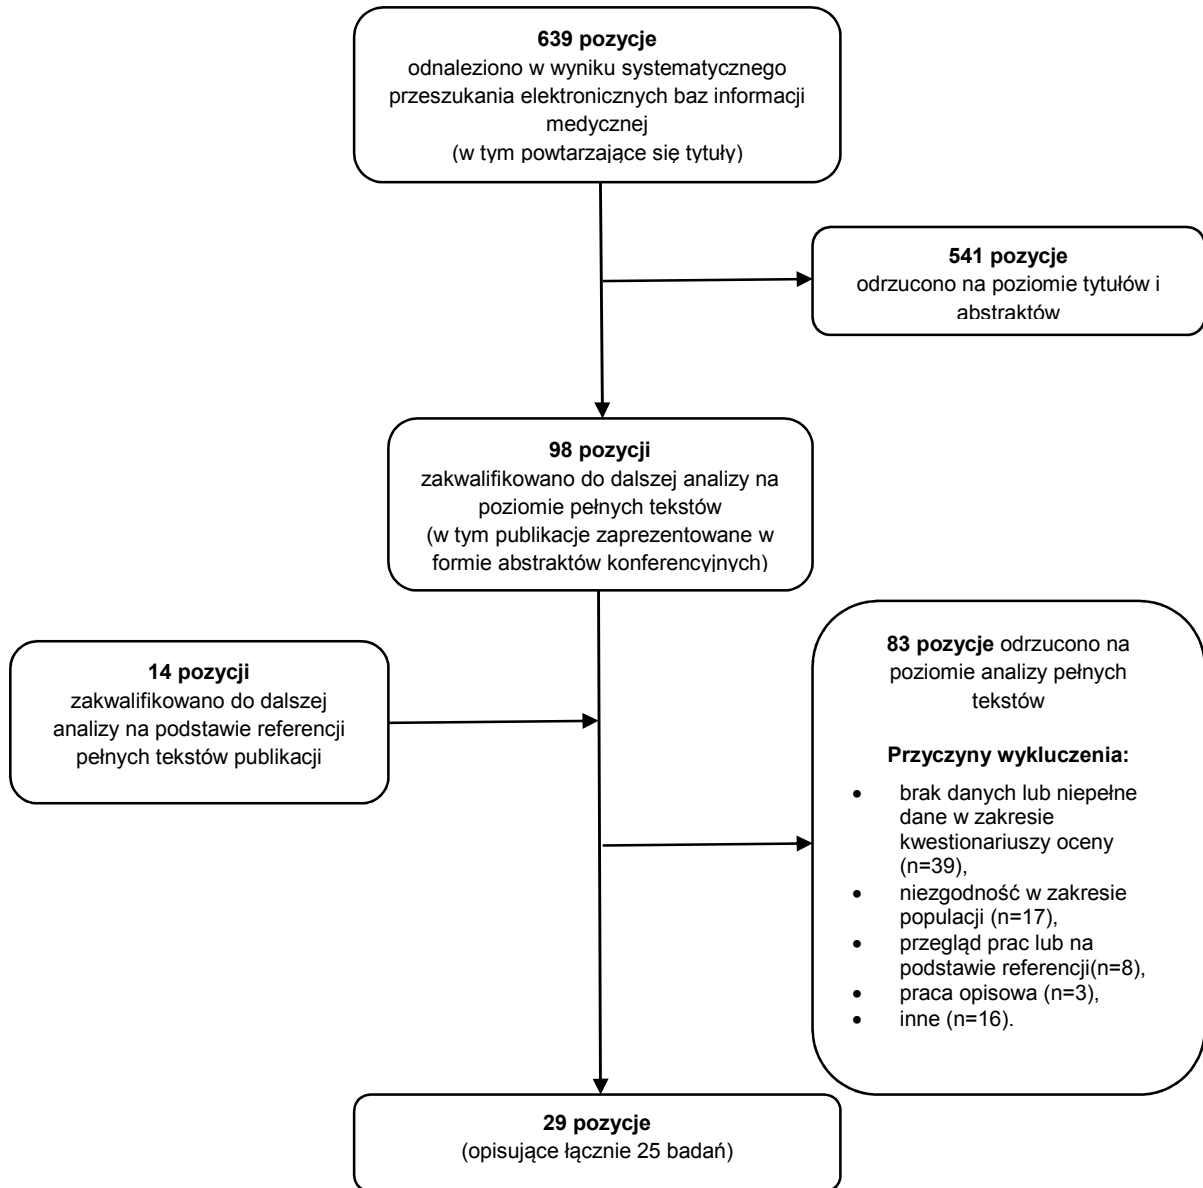 639 pozycje
odnaleziono w wyniku systematycznego
przeszukania elektronicznych baz informacji
medycznej
(w tym powtarzające się tytuły)
541 pozycje
odrzucono na poziomie tytułów i
abstraktów
98 pozycji
zakwalifikowano do dalszej analizy na
poziomie pełnych tekstów
(w tym publikacje zaprezentowane w
formie abstraktów konferencyjnych)
14 pozycji
zakwalifikowano do dalszej
analizy na podstawie referencji
pełnych tekstów publikacji
83 pozycje odrzucono na
poziomie analizy pełnych
tekstów
Przyczyny wykluczenia:
• brak danych lub niepełne
dane w zakresie
kwestionariuszy oceny
(n=39),
• niezgodność w zakresie
populacji (n=17),
• przegląd prac lub na
podstawie referencji(n=8),
• praca opisowa (n=3),
• inne (n=16).
29 pozycje
(opisujące łącznie 25 badań)